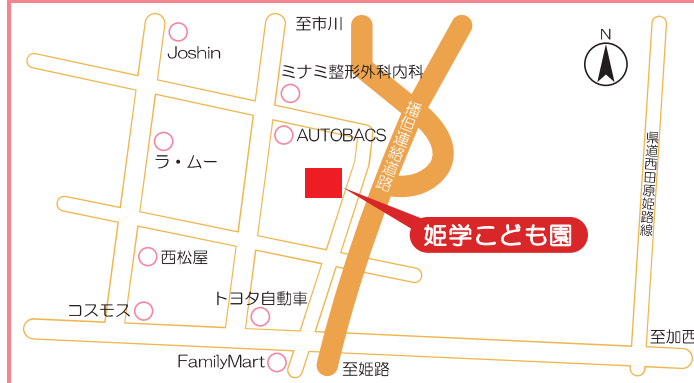 至市川
N
Joshin
ミナミ整形外科内科
AUTOBACS
播但連絡道路
県道西田原姫路線
ラ・ムー
姫学こども園
西松屋
トヨタ自動車
コスモス
至加西
FamilyMart
至姫路